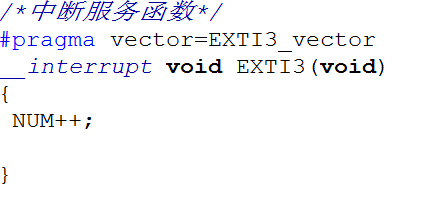 /*中断服务函数*/
#pragma vector=EXTI3_vector
__interrupt void EXTI3(void)
{
NUM++;
}